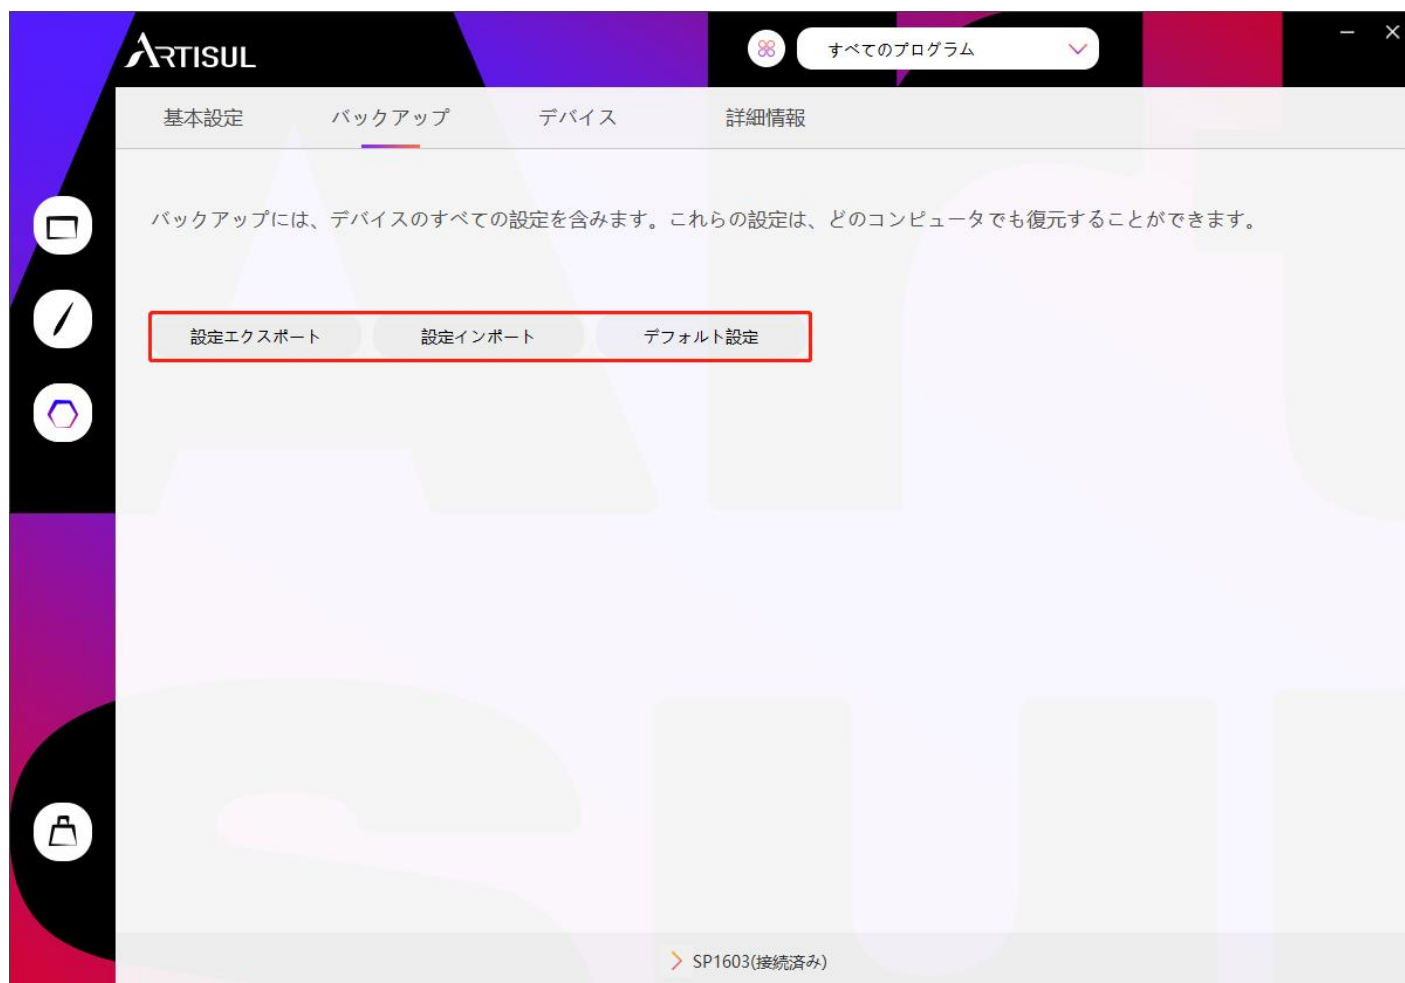 ARTISUL
すべてのプログラム
基本設定 バックアップ デバイス 詳細情報
バックアップには、デバイスのすべての設定を含みます。これらの設定は、どのコンピュータでも復元することができます。
設定エクスポート 設定インポート デフォルト設定
SP1603(接続済み)